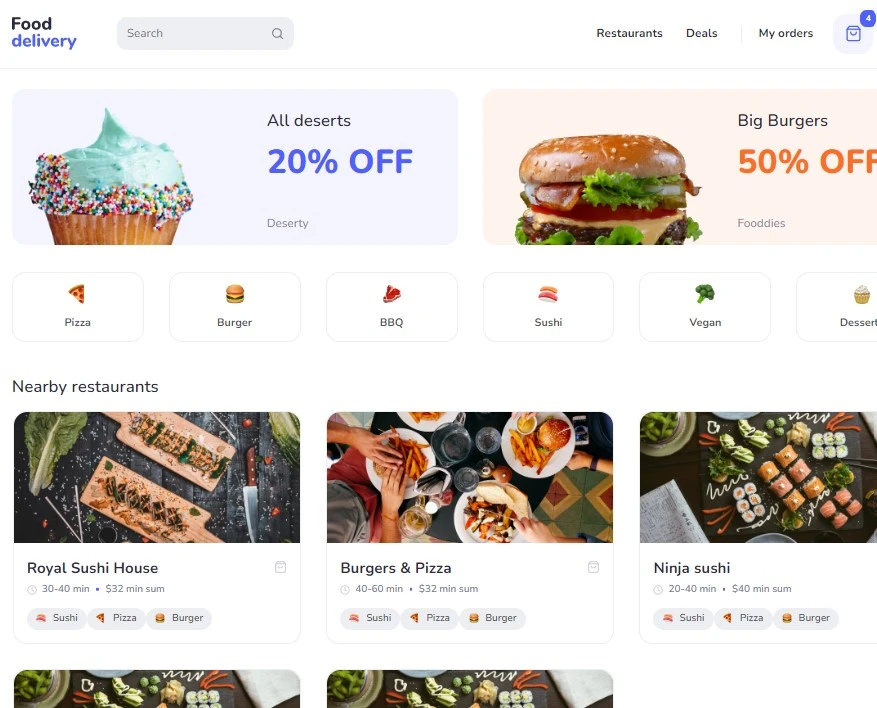 Food
delivery
Search
Restaurants
Deals
My orders
4
All deserts
20% OFF
Deserty
Big Burgers
50% OFF
Fooddies
Pizza
Burger
BBQ
Sushi
Vegan
Dessert
Nearby restaurants
Royal Sushi House
30-40 min • $32 min sum
Sushi
Pizza
Burger
Burgers & Pizza
40-60 min • $32 min sum
Sushi
Pizza
Burger
Ninja sushi
20-40 min • $40 min sum
Sushi
Pizza
Burger